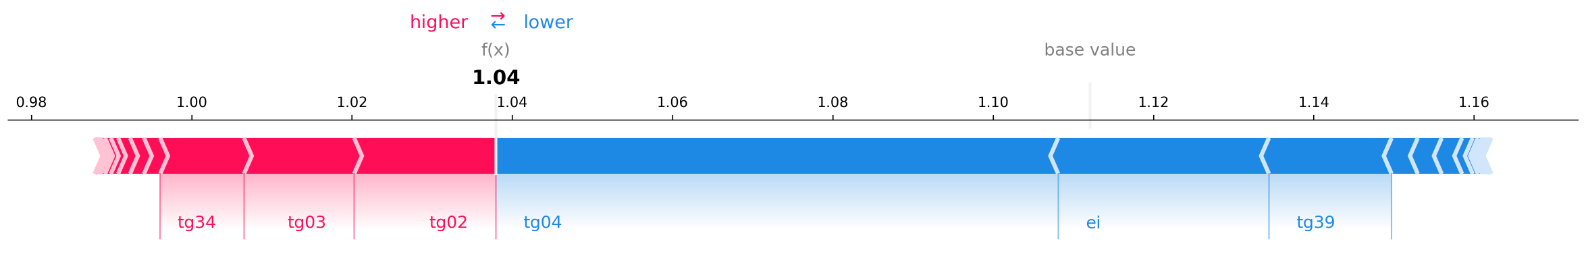 higher ⇄ lower
f(x) base value
1.04
0.98 1.00 1.02 1.04 1.06 1.08 1.10 1.12 1.14 1.16
tg34 tg03 tg02 tg04 ei tg39